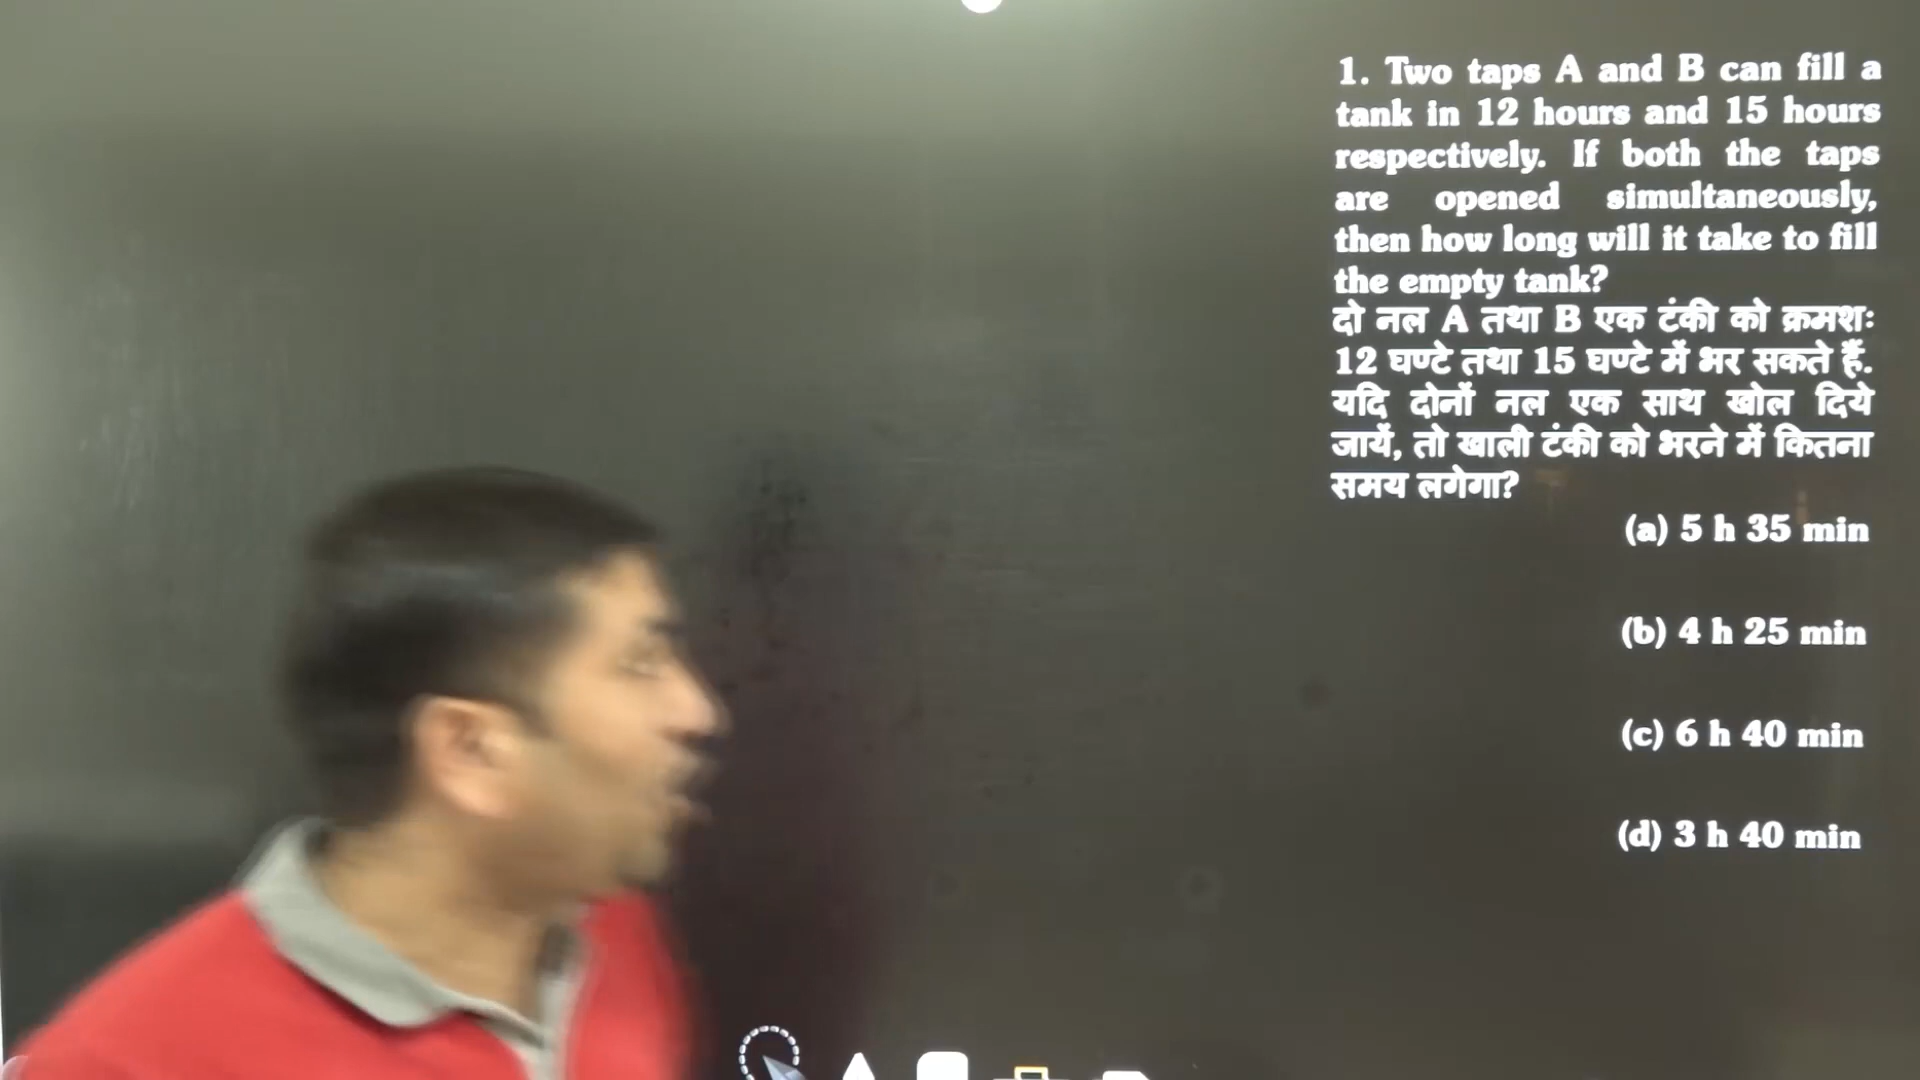 1. Two taps A and B can fill a
tank in 12 hours and 15 hours
respectively. If both the taps
are opened simultaneously,
then how long will it take to fill
the empty tank?
दो नल A तथा B एक टंकी को क्रमशः
12 घण्टे तथा 15 घण्टे में भर सकते हैं.
यदि दोनों नल एक साथ खोल दिये
जायें, तो खाली टंकी को भरने में कितना
समय लगेगा?
(a) 5 h 35 min
(b) 4 h 25 min
(c) 6 h 40 min
(d) 3 h 40 min